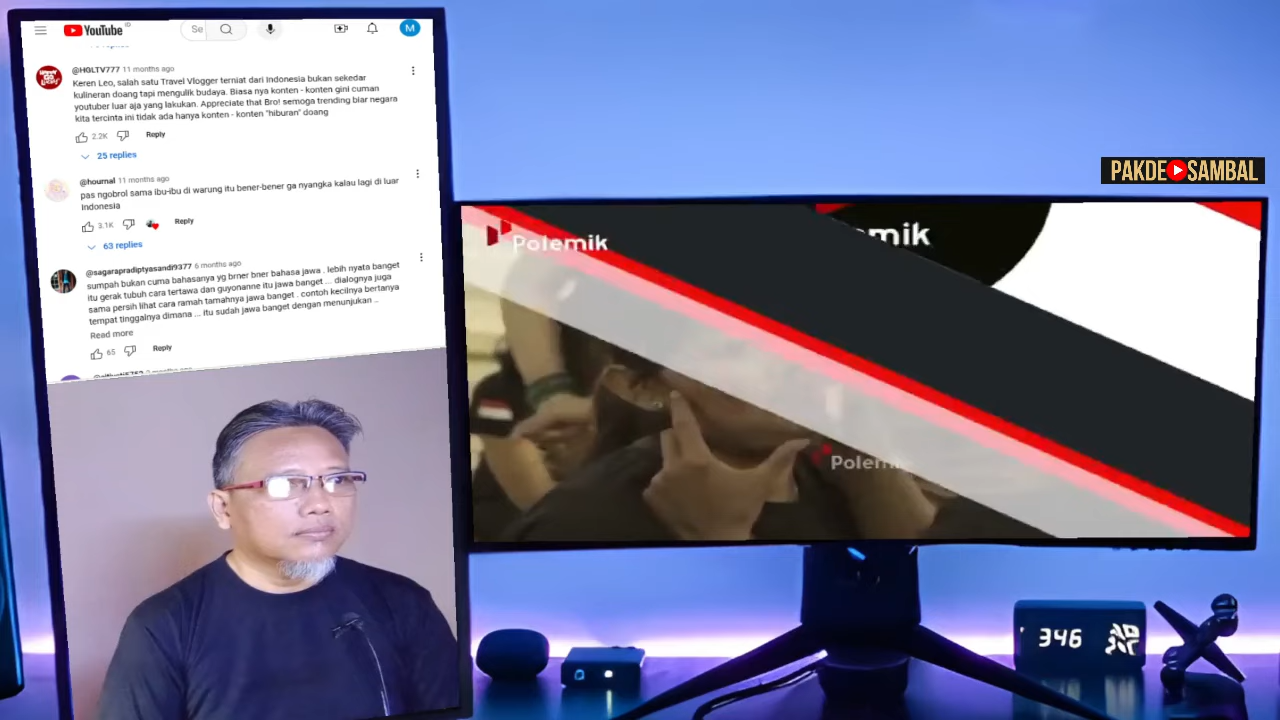 YouTube ID
Se
M
@HGLTV777 11 months ago
Keren Leo, salah satu Travel Vlogger terniat dari Indonesia bukan sekedar
kulineran doang tapi mengulik budaya. Biasa nya konten - konten gini cuman
youtuber luar aja yang lakukan. Appreciate that Bro! semoga trending biar negara
kita tercinta ini tidak ada hanya konten - konten "hiburan" doang
2.2K Reply
25 replies
@hournal 11 months ago
pas ngobrol sama ibu-ibu di warung itu bener-bener ga nyangka kalau lagi di luar
Indonesia
3.1K Reply
63 replies
@sagarapradiptyasandi9377 6 months ago
sumpah bukan cuma bahasanya yg brner bner bahasa jawa . lebih nyata banget
itu gerak tubuh cara tertawa dan guyonanne itu jawa banget ... dialognya juga
sama persih lihat cara ramah tamahnya jawa banget . contoh kecilnya bertanya
tempat tinggalnya dimana ... itu sudah jawa banget dengan menunjukan ..
Read more
65 Reply
PAKDE SAMBAL
Polemik
emik
Polem
346